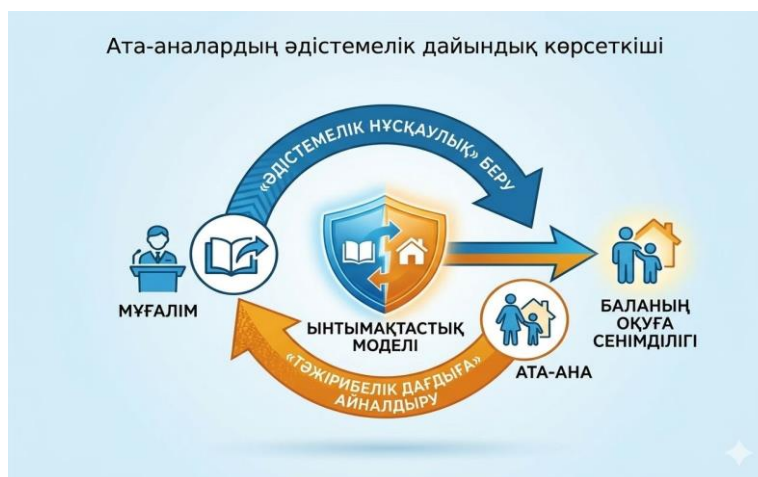 Ата-аналардың әдістемелік дайындық көрсеткіші
«ӘДІСТЕМЕЛІК НҰСҚАУЛЫҚ» БЕРУ
МҰҒАЛІМ
ЫНТЫМАҚТАСТЫҚ
МОДЕЛІ
БАЛАНЫҢ
ОҚУҒА
СЕНІМДІЛІГІ
АТА-АНА
«ТӘЖІРИБЕЛІК ДАҒДЫҒА»
АЙНАЛДЫРУ